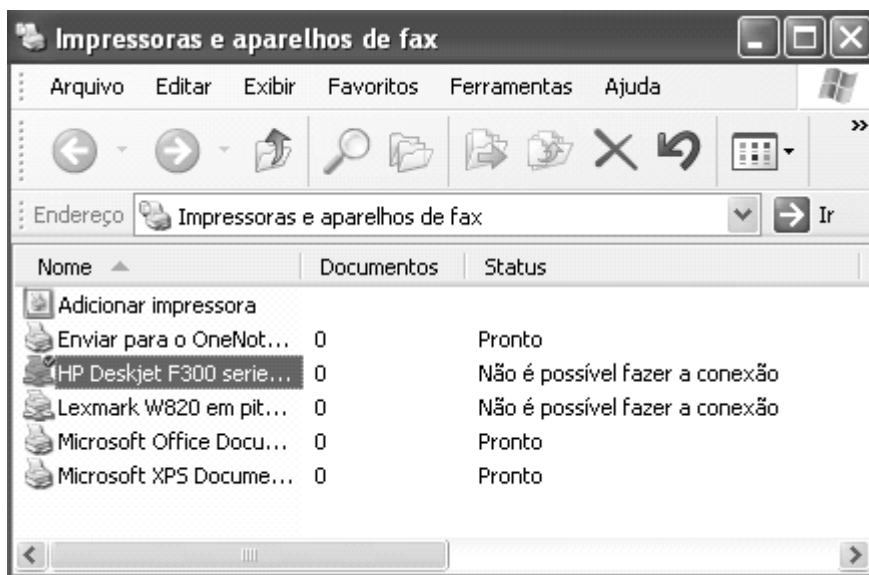 Impressoras e aparelhos de fax
Arquivo Editar Exibir Favoritos Ferramentas Ajuda
»
Endereço Impressoras e aparelhos de fax Ir
Nome Documentos Status
Adicionar impressora
Enviar para o OneNot... 0 Pronto
HP Deskjet F300 serie... 0 Não é possível fazer a conexão
Lexmark W820 em pit... 0 Não é possível fazer a conexão
Microsoft Office Docu... 0 Pronto
Microsoft XPS Docume... 0 Pronto